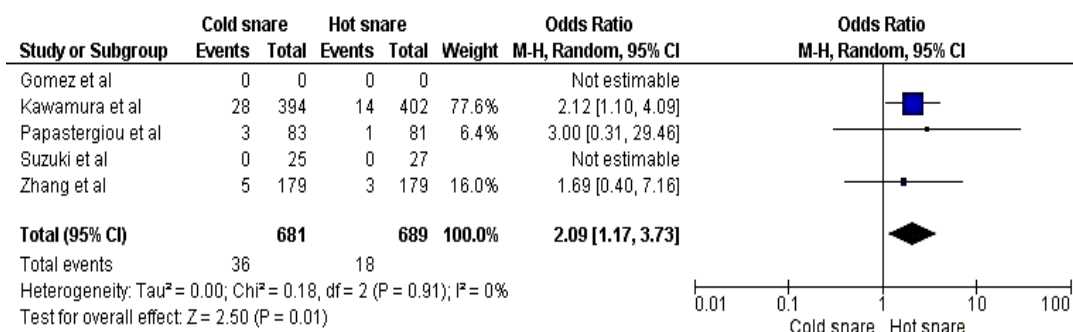 Cold snare Hot snare Odds Ratio Odds Ratio
Study or Subgroup Events Total Events Total Weight M-H, Random, 95% CI M-H, Random, 95% CI
Gomez et al 0 0 0 0 Not estimable
Kawamura et al 28 394 14 402 77.6% 2.12 [1.10, 4.09]
Papastergiou et al 3 83 1 81 6.4% 3.00 [0.31, 29.46]
Suzuki et al 0 25 0 27 Not estimable
Zhang et al 5 179 3 179 16.0% 1.69 [0.40, 7.16]
Total (95% CI) 681 689 100.0% 2.09 [1.17, 3.73]
Total events 36 18
Heterogeneity: Tau² = 0.00; Chi² = 0.18, df = 2 (P = 0.91); I² = 0%
Test for overall effect: Z = 2.50 (P = 0.01)
0.01 0.1 1 10 100
Cold snare Hot snare